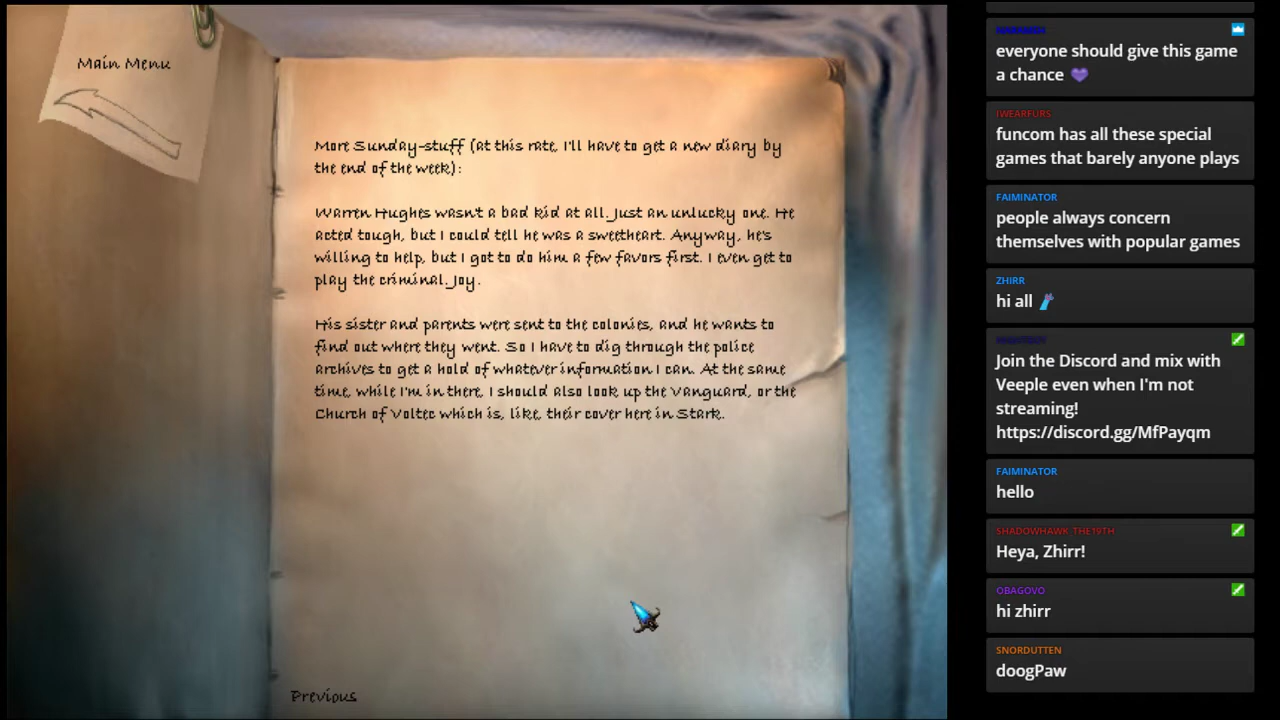 Main Menu
More Sunday-stuff (at this rate, I'll have to get a new diary by
the end of the week):
Warren Hughes wasn't a bad kid at all. Just an unlucky one. He
acted tough, but I could tell he was a sweetheart. Anyway, he's
willing to help, but I got to do him a few favors first. I even get to
play the criminal. Joy.
His sister and parents were sent to the colonies, and he wants to
find out where they went. So I have to dig through the police
archives to get a hold of whatever information I can. At the same
time, while I'm in there, I should also look up the Vanguard, or the
Church of Voltec which is, like, their cover here in Stark.
Previous
everyone should give this game
a chance 💜
IWEARFURS
funcom has all these special
games that barely anyone plays
FAIMINATOR
people always concern
themselves with popular games
ZHIRR
hi all
Join the Discord and mix with
Veeple even when I'm not
streaming!
https://discord.gg/MfPayqm
FAIMINATOR
hello
SHADOWHAWK_THE19TH
Heya, Zhirr!
OBAGOVO
hi zhirr
SNORDUTTEN
doogPaw